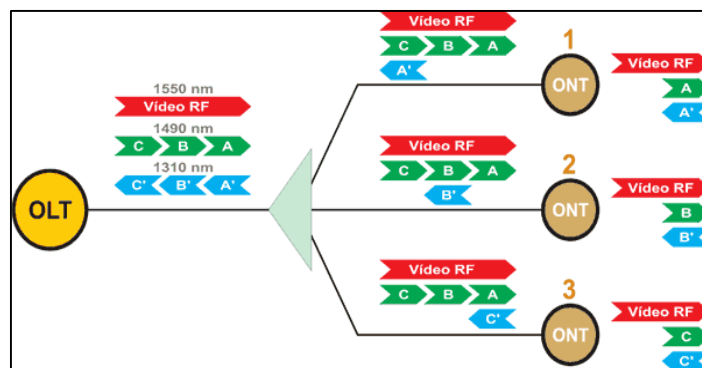 1550 nm
Vídeo RF
1490 nm
C B A
1310 nm
C' B' A'
OLT
Vídeo RF
C B A
A'
1
ONT
Vídeo RF
A
A'
Vídeo RF
C B A
B'
2
ONT
Vídeo RF
B
B'
Vídeo RF
C B A
C'
3
ONT
Vídeo RF
C
C'